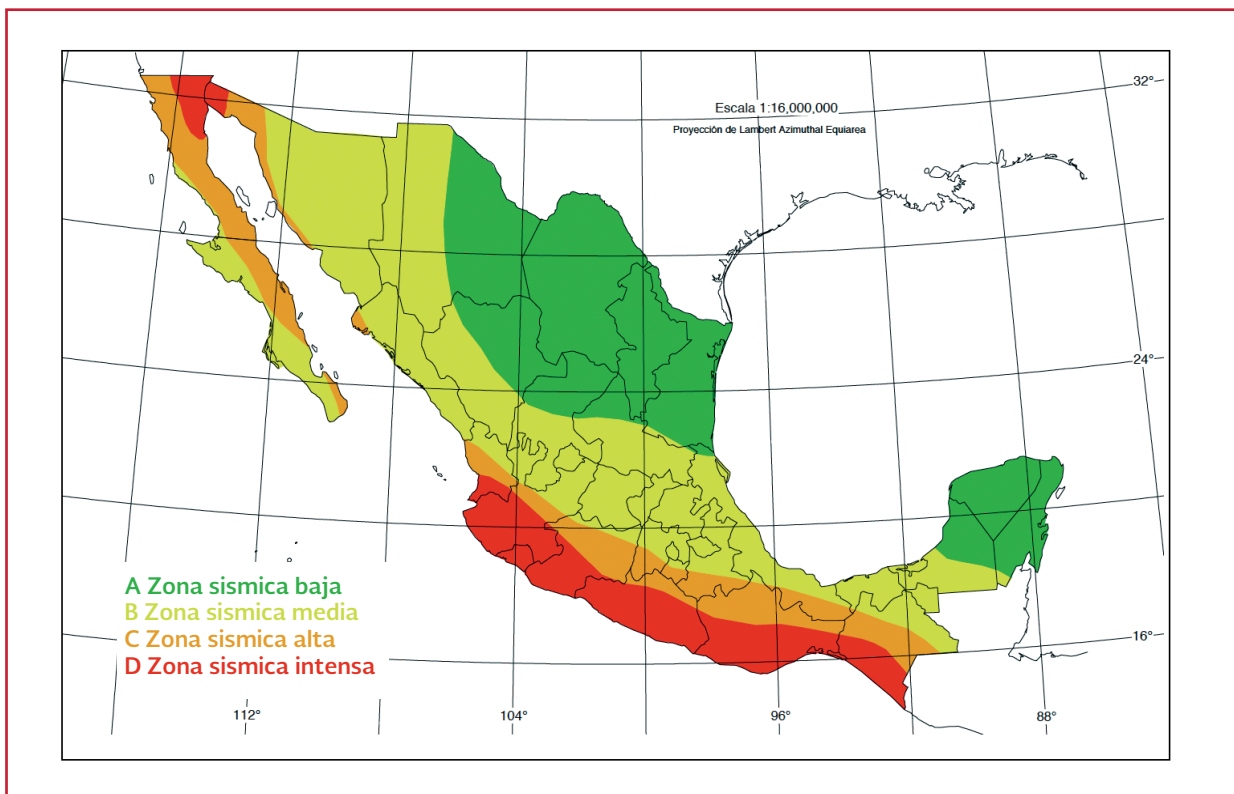 32°
Escala 1:16,000,000
Proyección de Lambert Azimuthal Equiarea
24°
A Zona sismica baja
B Zona sismica media
C Zona sismica alta
D Zona sismica intensa
16°
112°
104°
96°
88°